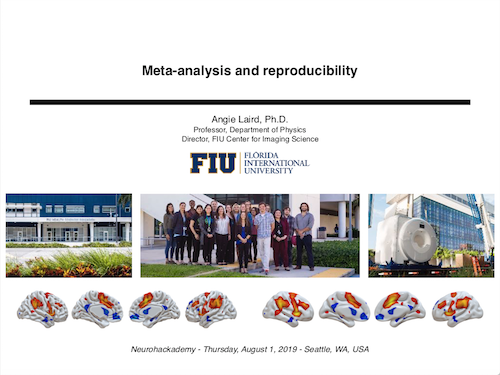 Meta-analysis and reproducibility
Angie Laird, Ph.D.
Professor, Department of Physics
Director, FIU Center for Imaging Science
FIU
FLORIDA
INTERNATIONAL
UNIVERSITY
Neurohackademy - Thursday, August 1, 2019 - Seattle, WA, USA